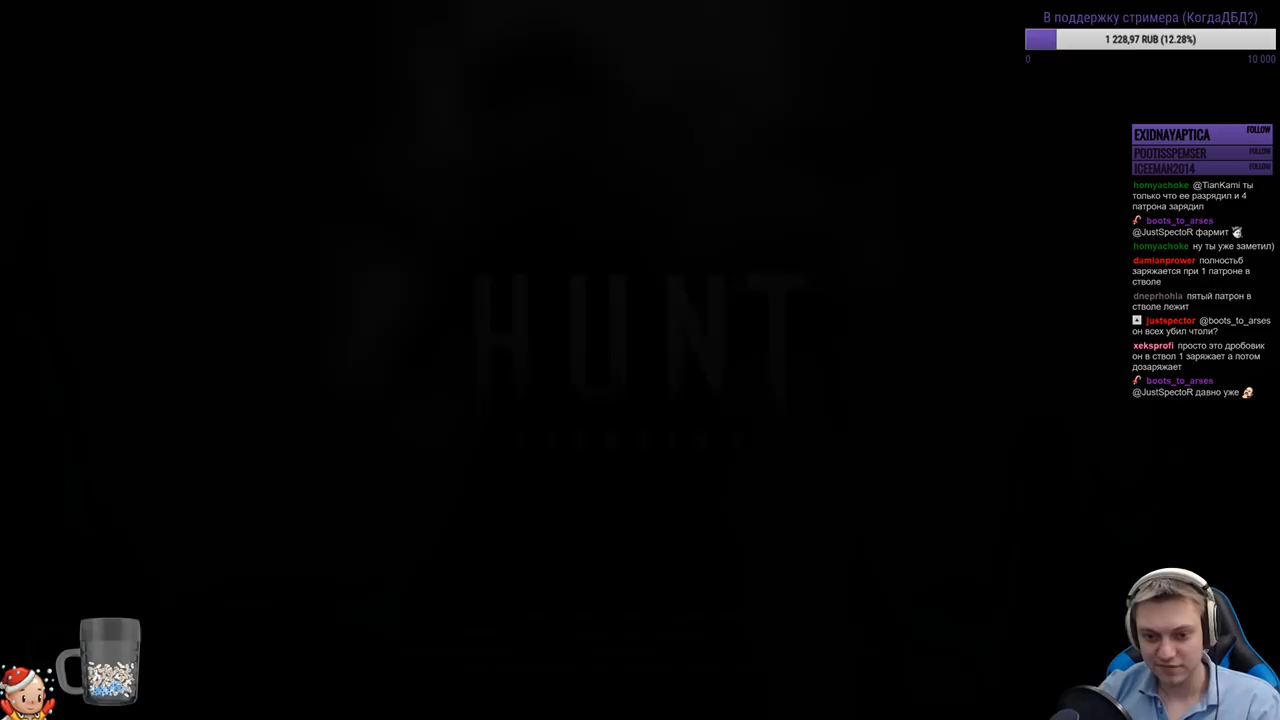 В поддержку стримера (КогдаДБД?)
1 228,97 RUB (12.28%)
0
10 000
EXIDNAYAPTICA FOLLOW
POOTISSPEMSER FOLLOW
ICEEMAN2014 FOLLOW
homyachoke @TianKami ты
только что ее разрядил и 4
патрона зарядил
boots_to_arses
@JustSpectoR фармит
homyachoke ну ты уже заметил)
damianprower полностьб
заряжается при 1 патроне в
стволе
dneprhohla пятый патрон в
стволе лежит
justspector @boots_to_arses
он всех убил чтоли?
xeksprofi просто это дробовик
он в ствол 1 заряжает а потом
дозаряжает
boots_to_arses
@JustSpectoR давно уже
HUNT